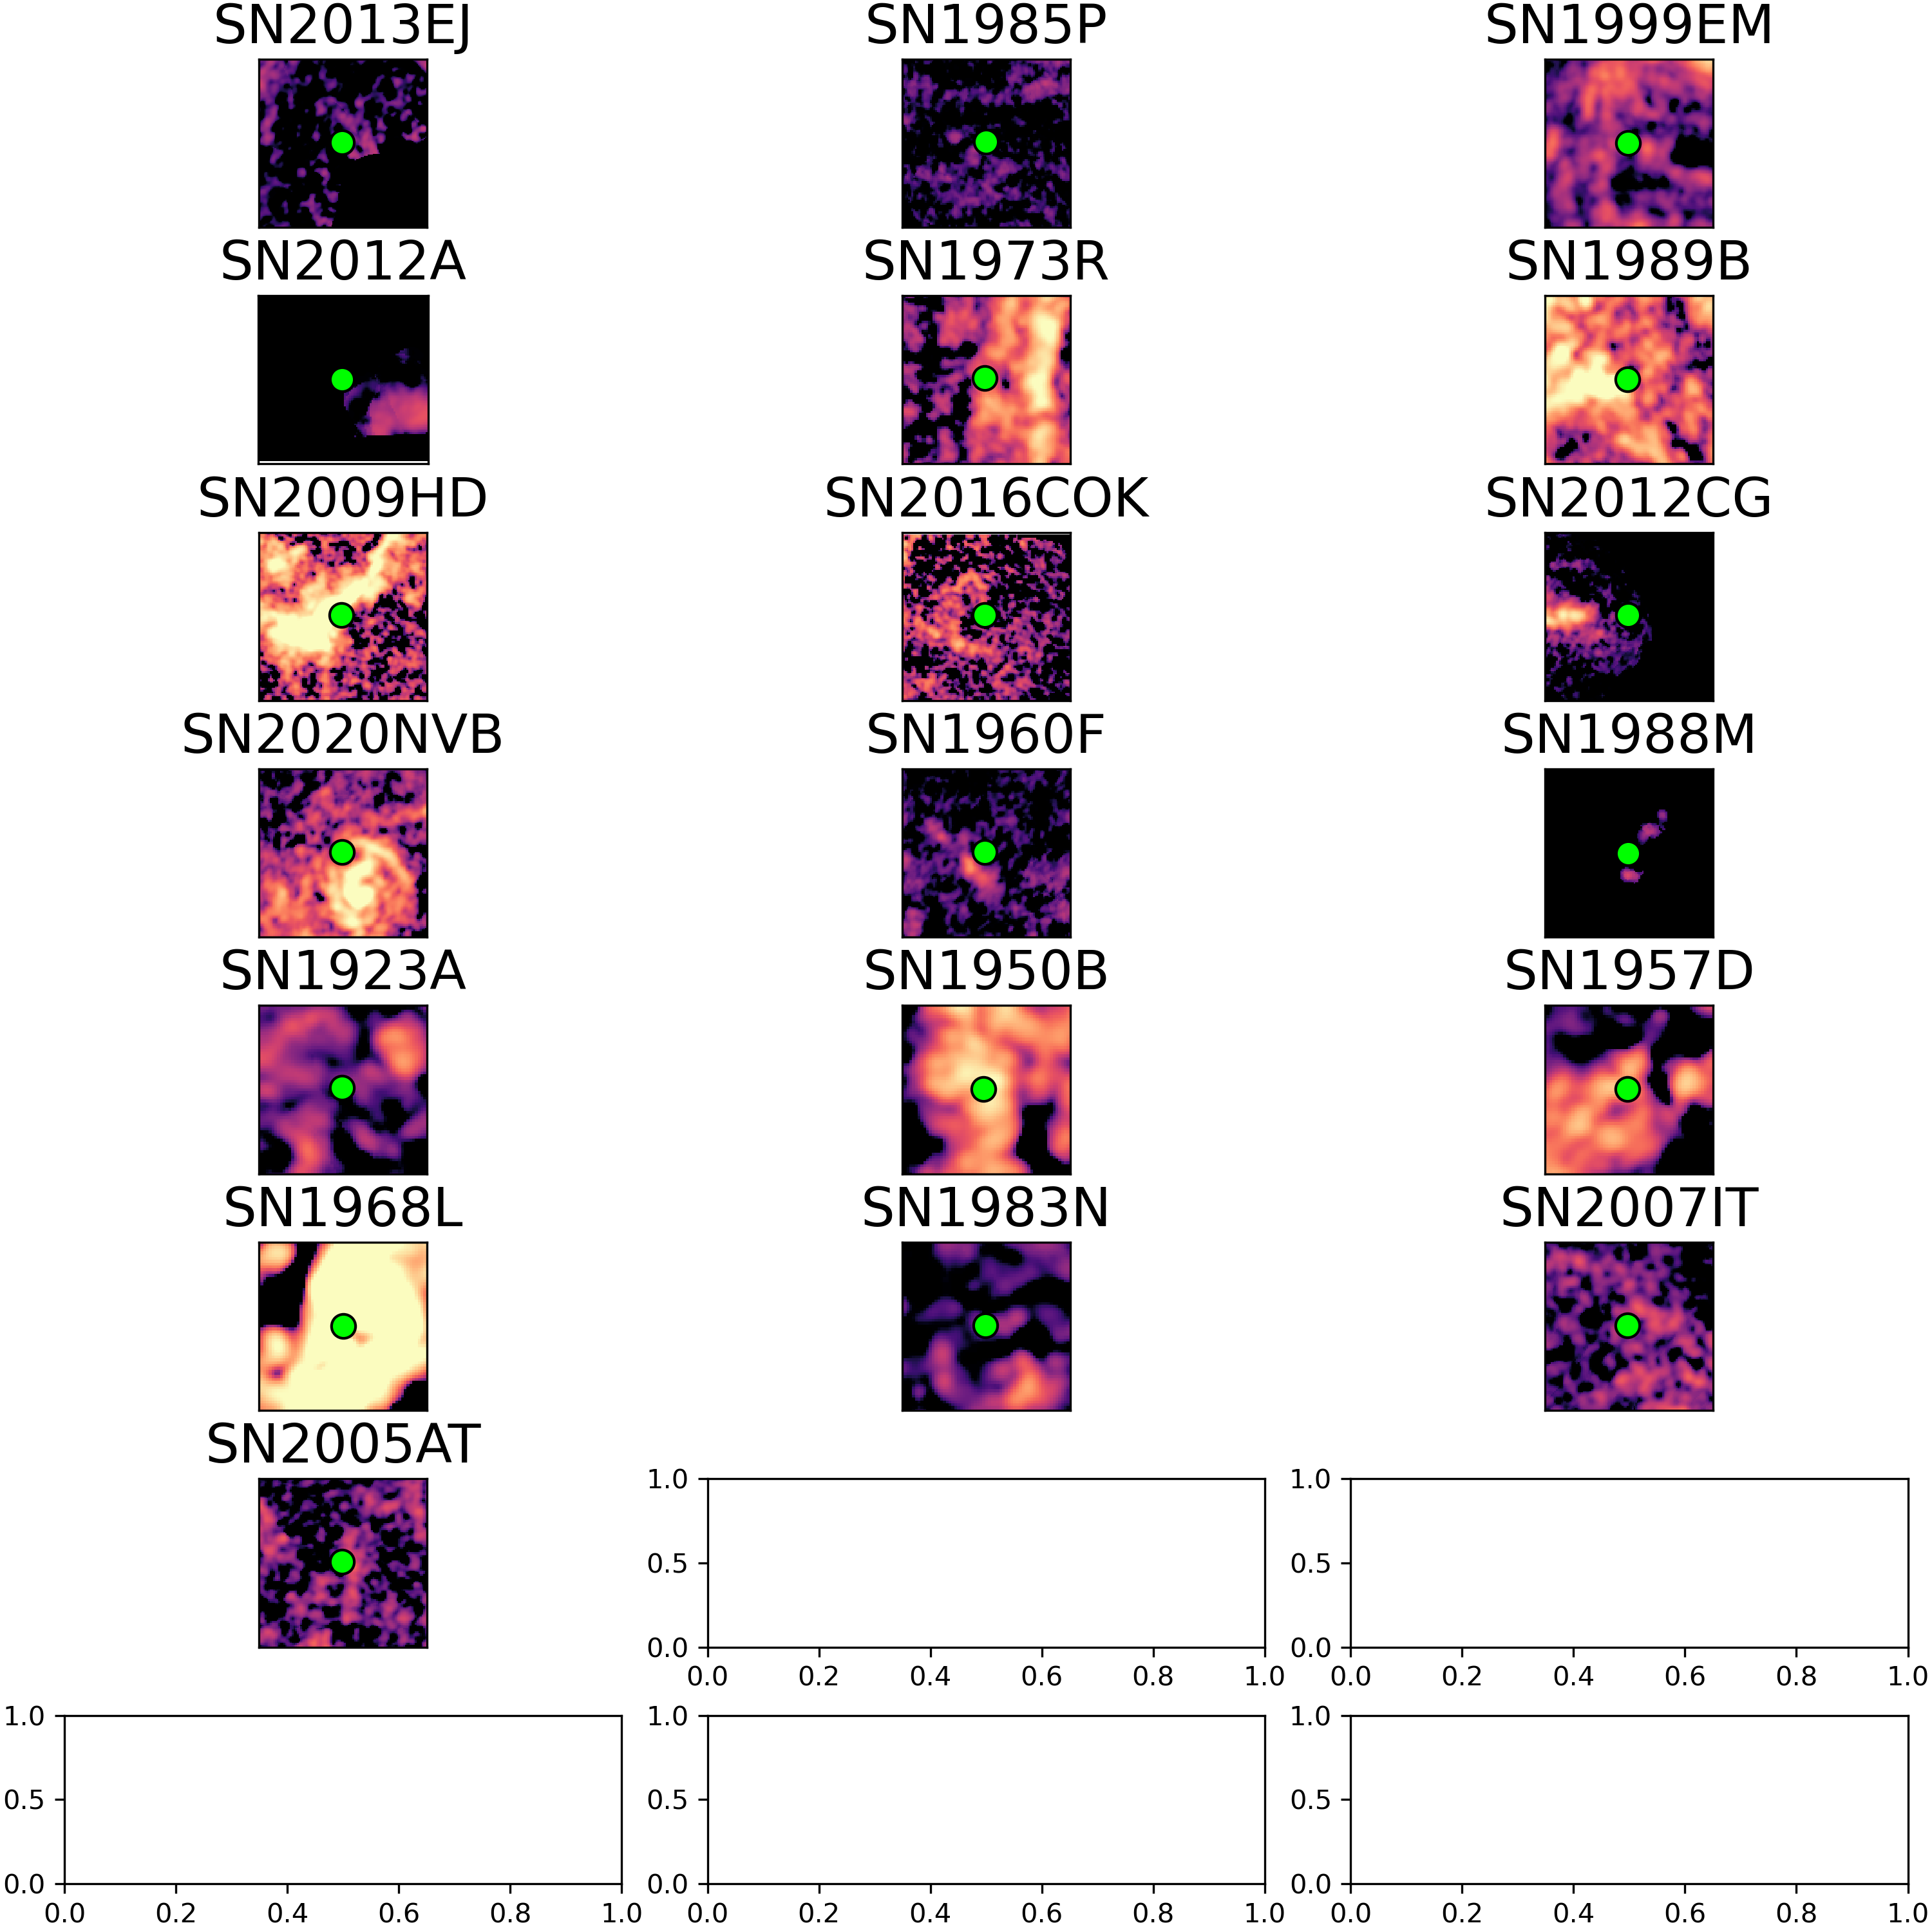 SN2013EJ SN1985P SN1999EM
SN2012A SN1973R SN1989B
SN2009HD SN2016COK SN2012CG
SN2020NVB SN1960F SN1988M
SN1923A SN1950B SN1957D
SN1968L SN1983N SN2007IT
SN2005AT
1.0 1.0
0.5 0.5
0.0 0.0
0.0 0.2 0.4 0.6 0.8 1.0 0.0 0.2 0.4 0.6 0.8 1.0
1.0 1.0 1.0
0.5 0.5 0.5
0.0 0.0 0.0
0.0 0.2 0.4 0.6 0.8 1.0 0.0 0.2 0.4 0.6 0.8 1.0 0.0 0.2 0.4 0.6 0.8 1.0